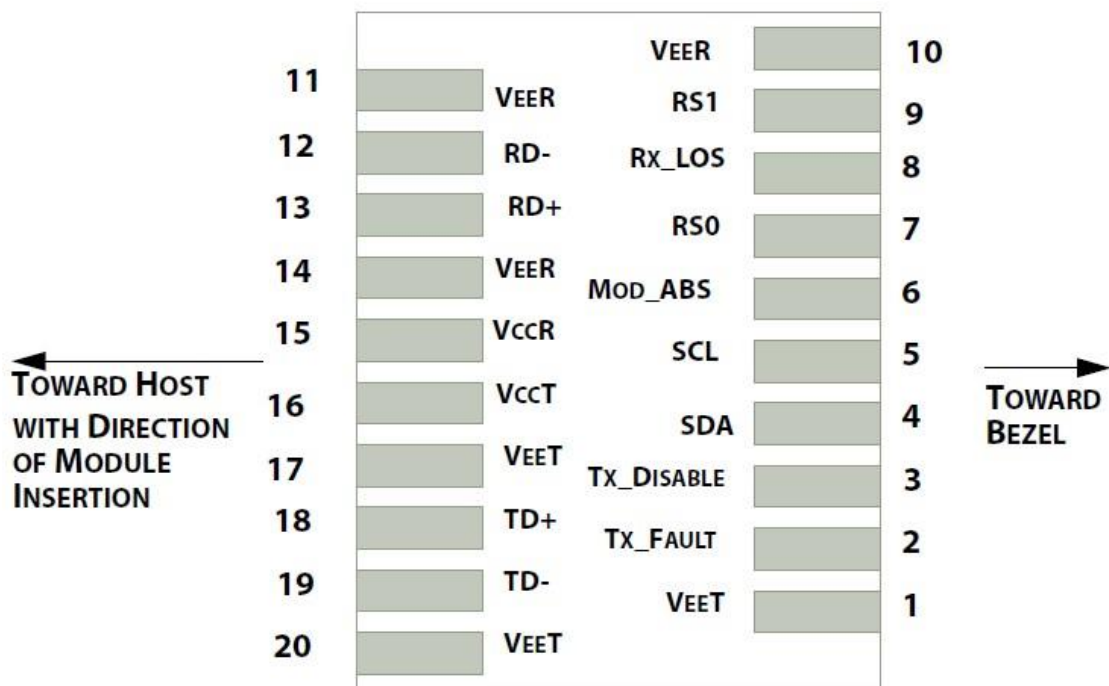 11 VEER
12 RD-
13 RD+
14 VEER
15 VCCR
16 VCCT
17 VEET
18 TD+
19 TD-
20 VEET
VEER 10
RS1 9
RX_LOS 8
RS0 7
MOD_ABS 6
SCL 5
SDA 4
TX_DISABLE 3
TX_FAULT 2
VEET 1
TOWARD HOST
WITH DIRECTION
OF MODULE
INSERTION
TOWARD
BEZEL